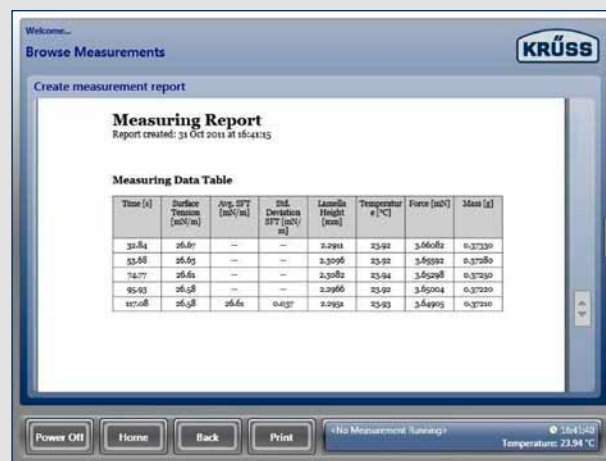 Welcome...
Browse Measurements
KRŰSS
Create measurement report
Measuring Report
Report created: 31 Oct 2011 at 16:41:15
Measuring Data Table
Time [s] Surface Tension [mN/m] Avg. SFT [mN/m] Std. Deviation SFT [mN/m] Lamella Height [mm] Temperature [°C] Force [mN] Mass [g]
32.84 26.67 -- -- 2.2911 23.92 3.66082 0.37330
53.68 26.63 -- -- 2.3096 23.92 3.65592 0.37280
74.77 26.61 -- -- 2.3082 23.94 3.65298 0.37250
95.93 26.58 -- -- 2.2966 23.92 3.65004 0.37220
117.08 26.58 26.61 0.037 2.2951 23.93 3.64905 0.37210
Power Off Home Back Print <No Measurement Running> 16:41:40
Temperature: 23.94 °C